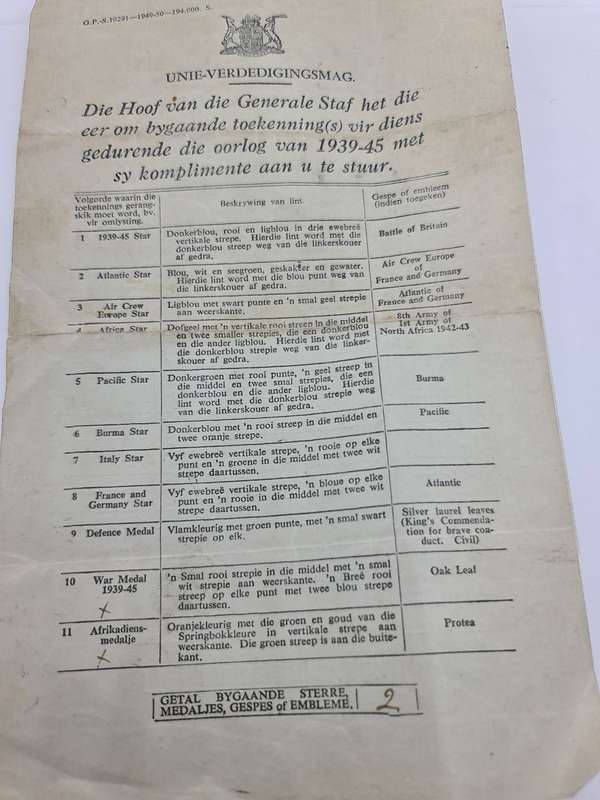 G.P.-S.10291—1949-50—194,000. S.
UNIE-VERDEDIGINGSMAG.
Die Hoof van die Generale Staf het die
eer om bygaande toekenning(s) vir diens
gedurende die oorlog van 1939-45 met
sy komplimente aan u te stuur.
Volgorde waarin die
toekennings gerang-
skik moet word, bv.
vir omlysting.
Beskrywing van lint.
Gespe of embleem
(indien toegeken)
1 1939-45 Star
Donkerblou, rooi en ligblou in drie ewebreë
vertikale strepe. Hierdie lint word met die
donkerblou streep weg van die linkerskouer
af gedra.
Battle of Britain
2 Atlantic Star
Blou, wit en seegroen, geskakeer en gewater.
Hierdie lint word met die blou punt weg van
die linkerskouer af gedra.
Air Crew Europe
of
France and Germany
3 Air Crew
Europe Star
Ligblou met swart punte en 'n smal geel strepie
aan weerskante.
Atlantic of
France and Germany
4 Africa Star
Dofgeel met 'n vertikale rooi streep in die middel
en twee smaller strepies, die een donkerblou
en die ander ligblou. Hierdie lint word met
die donkerblou strepie weg van die linker-
skouer af gedra.
8th Army of
1st Army of
North Africa 1942-43
5 Pacific Star
Donkergroen met rooi punte, 'n geel streep in
die middel en twee smal strepies, die een
donkerblou en die ander ligblou. Hierdie
lint word met die donkerblou strepie weg
van die linkerskouer af gedra.
Burma
6 Burma Star
Donkerblou met 'n rooi streep in die middel en
twee oranje strepe.
Pacific
7 Italy Star
Vyf ewebreë vertikale strepe, 'n rooie op elke
punt en 'n groene in die middel met twee wit
strepe daartussen.
8 France and
Germany Star
Vyf ewebreë vertikale strepe, 'n bloue op elke
punt en 'n rooie in die middel met twee wit
strepe daartussen.
Atlantic
9 Defence Medal
Vlamkleurig met groen punte, met 'n smal swart
strepie op elk.
Silver laurel leaves
(King's Commenda-
tion for brave con-
duct. Civil)
10 War Medal
1939-45
X
'n Smal rooi strepie in die middel met 'n smal
wit strepie aan weerskante. 'n Breë rooi
streep op elke punt met twee blou strepe
daartussen.
Oak Leaf
11 Afrikadiens-
medalje
X
Oranjekleurig met die groen en goud van die
Springbokkleure in vertikale strepe aan
weerskante. Die groen streep is aan die buite-
kant.
Protea
GETAL BYGAANDE STERRE,
MEDALJES, GESPES of EMBLEME.
2